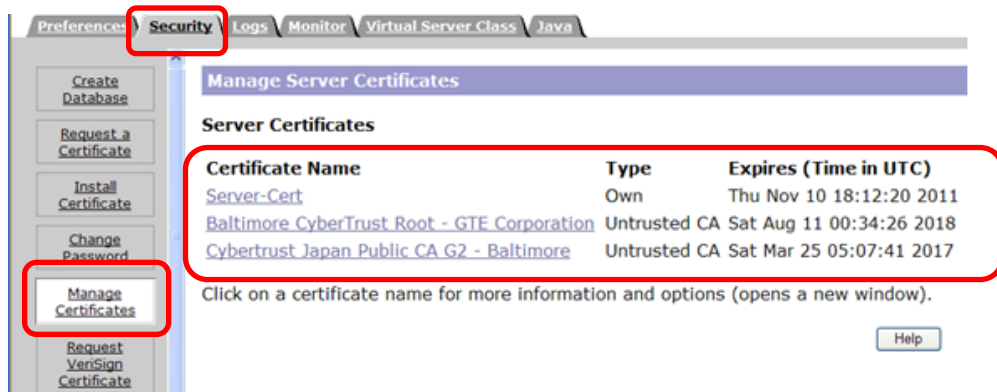 Preferences Security Logs Monitor Virtual Server Class Java
Create
Database
Request a
Certificate
Install
Certificate
Change
Password
Manage
Certificates
Request
VeriSign
Certificate
Manage Server Certificates
Server Certificates
Certificate Name Type Expires (Time in UTC)
Server-Cert Own Thu Nov 10 18:12:20 2011
Baltimore CyberTrust Root - GTE Corporation Untrusted CA Sat Aug 11 00:34:26 2018
Cybertrust Japan Public CA G2 - Baltimore Untrusted CA Sat Mar 25 05:07:41 2017
Click on a certificate name for more information and options (opens a new window).
Help